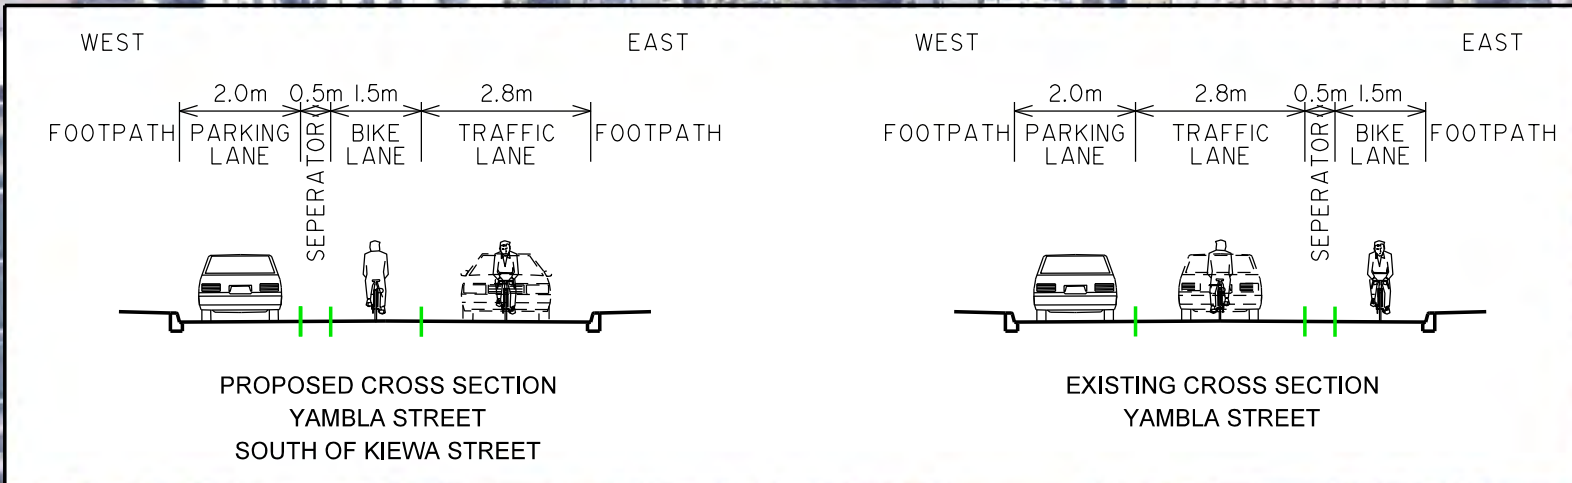 WEST
EAST
2.0m 0.5m 1.5m 2.8m
FOOTPATH PARKING LANE SEPERATOR BIKE LANE TRAFFIC LANE FOOTPATH
PROPOSED CROSS SECTION
YAMBLA STREET
SOUTH OF KIEWA STREET
WEST
EAST
2.0m 2.8m 0.5m 1.5m
FOOTPATH PARKING LANE TRAFFIC LANE SEPERATOR BIKE LANE FOOTPATH
EXISTING CROSS SECTION
YAMBLA STREET